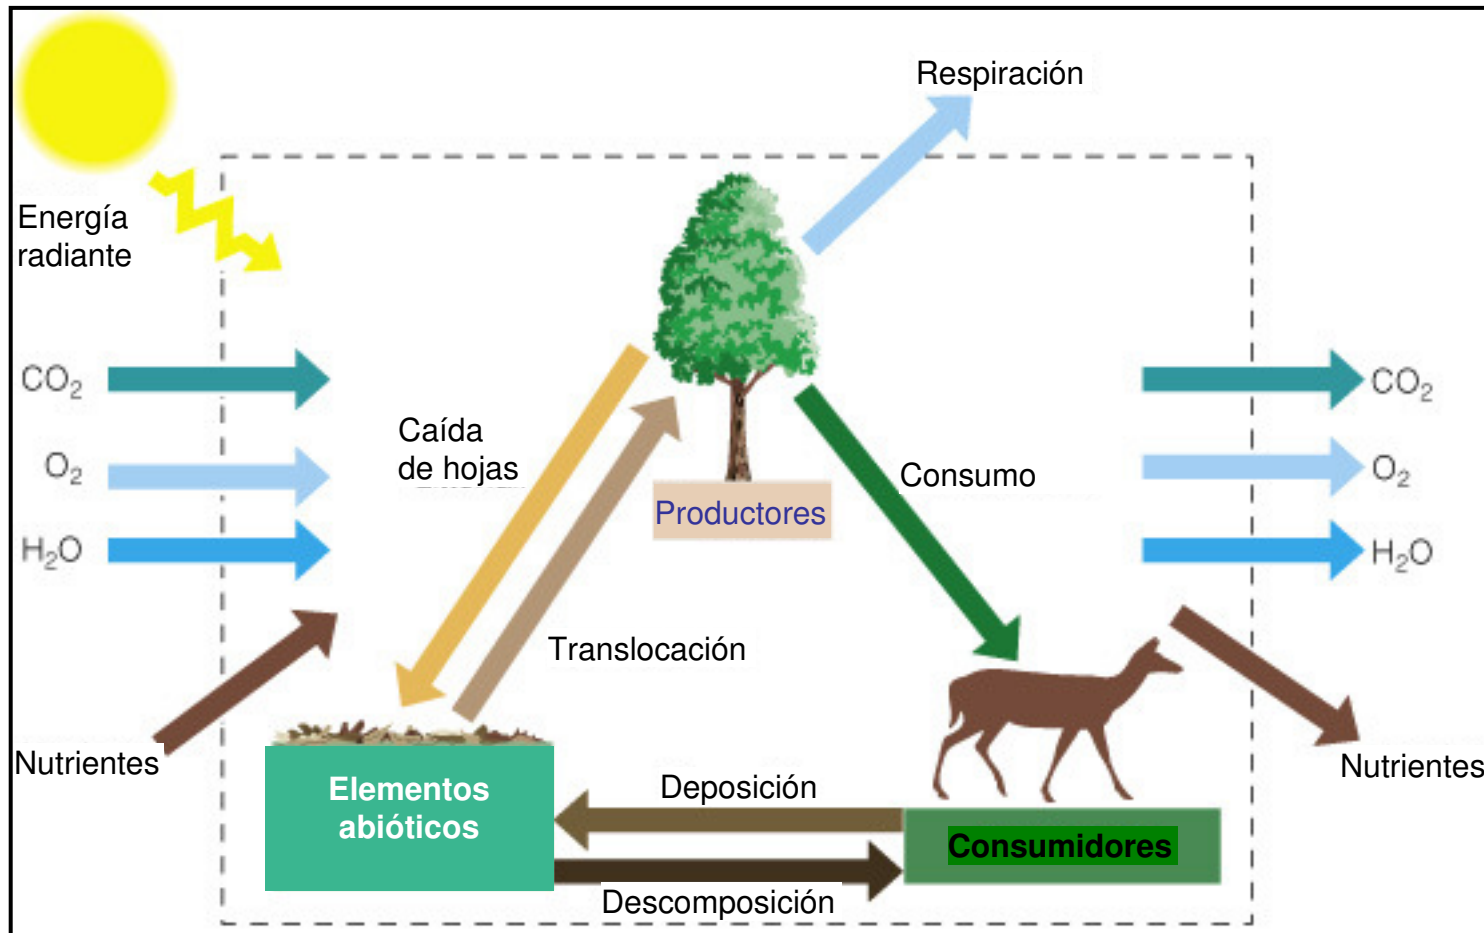 Respiración
Energía
radiante
CO₂
O₂
H₂O
Nutrientes
Caída
de hojas
Translocación
Productores
Consumo
CO₂
O₂
H₂O
Nutrientes
Elementos
abióticos
Deposición
Descomposición
Consumidores